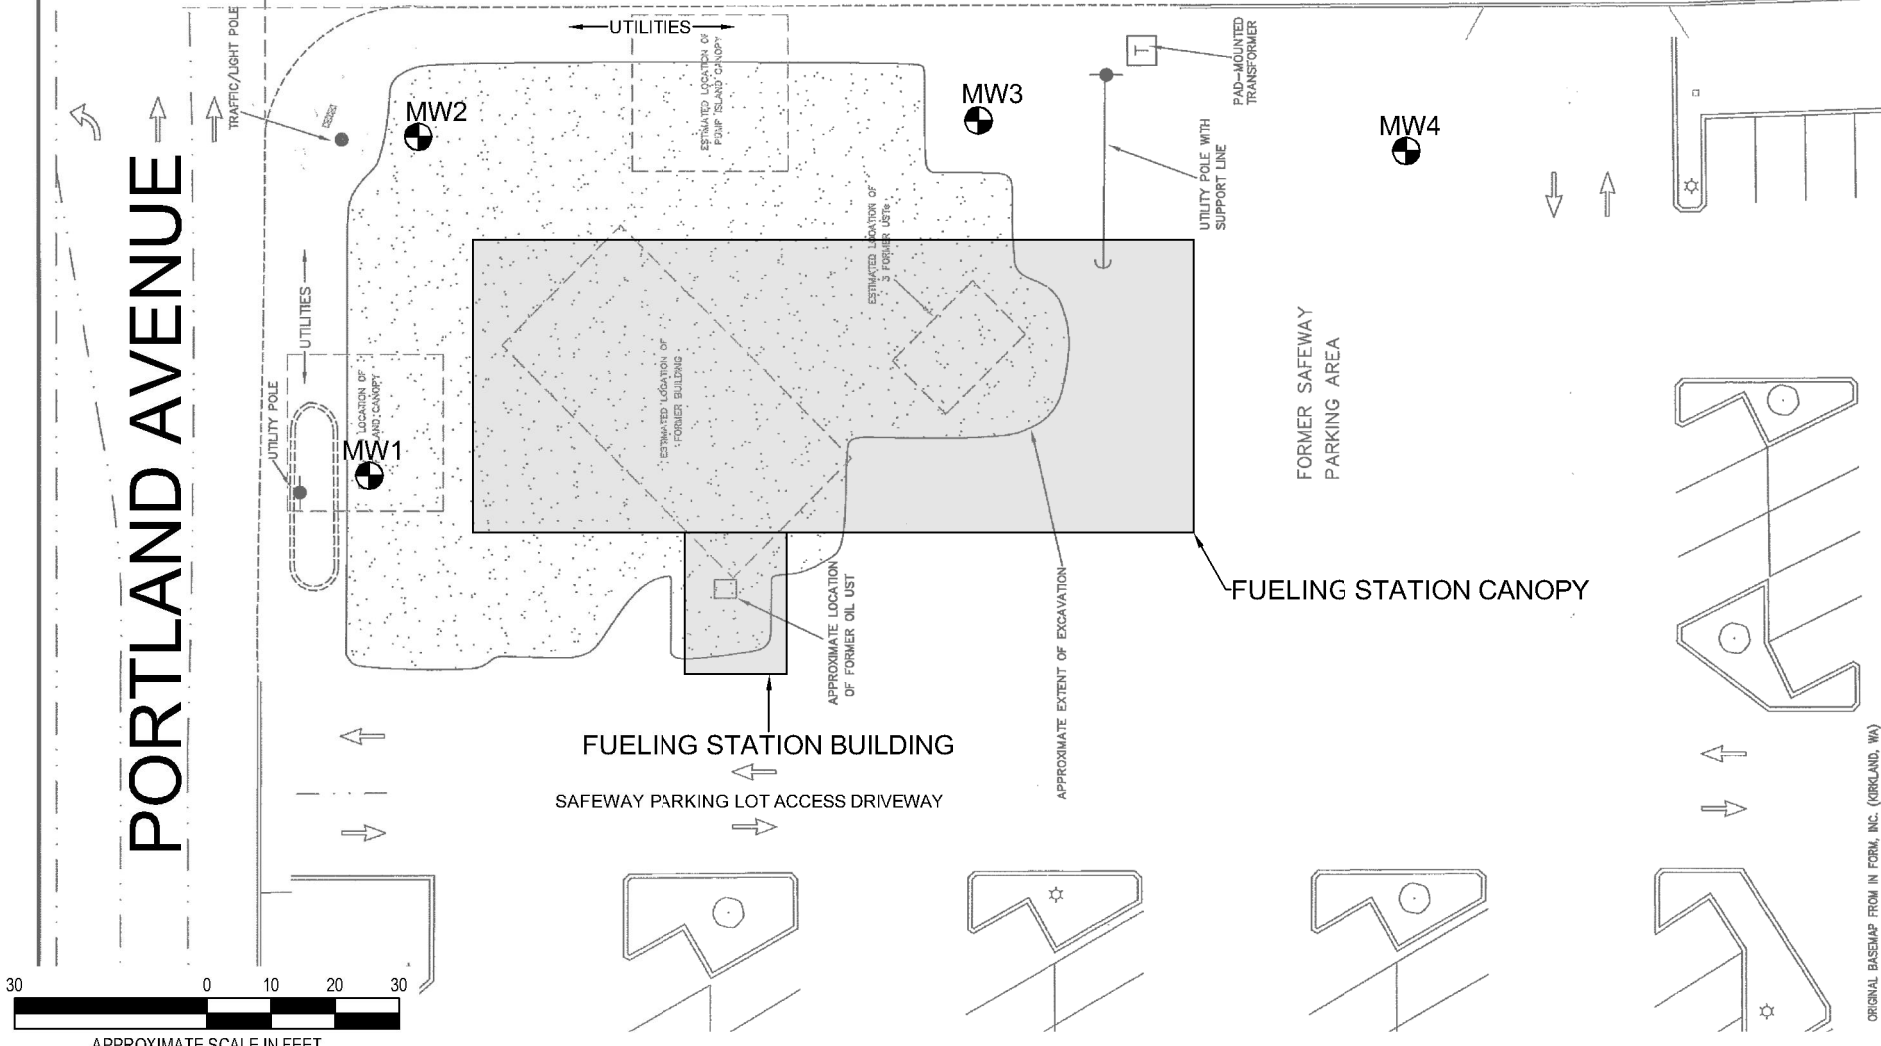 UTILITIES
TRAFFIC/LIGHT POLE
ESTIMATED LOCATION OF
PUMP ISLAND CANOPY
T
PAD-MOUNTED
TRANSFORMER
MW2
MW3
MW4
UTILITY POLE WITH
SUPPORT LINE
PORTLAND AVENUE
ESTIMATED LOCATION OF
3 FORMER USTs
UTILITIES
UTILITY POLE
LOCATION OF
AND CANOPY
MW1
ESTIMATED LOCATION OF
FORMER BUILDING
FORMER SAFEWAY
PARKING AREA
FUELING STATION CANOPY
APPROXIMATE LOCATION
OF FORMER OIL UST
APPROXIMATE EXTENT OF EXCAVATION
FUELING STATION BUILDING
SAFEWAY PARKING LOT ACCESS DRIVEWAY
ORIGINAL BASEMAP FROM IN FORM, INC. (KIRKLAND, WA)
30 0 10 20 30
APPROXIMATE SCALE IN FEET